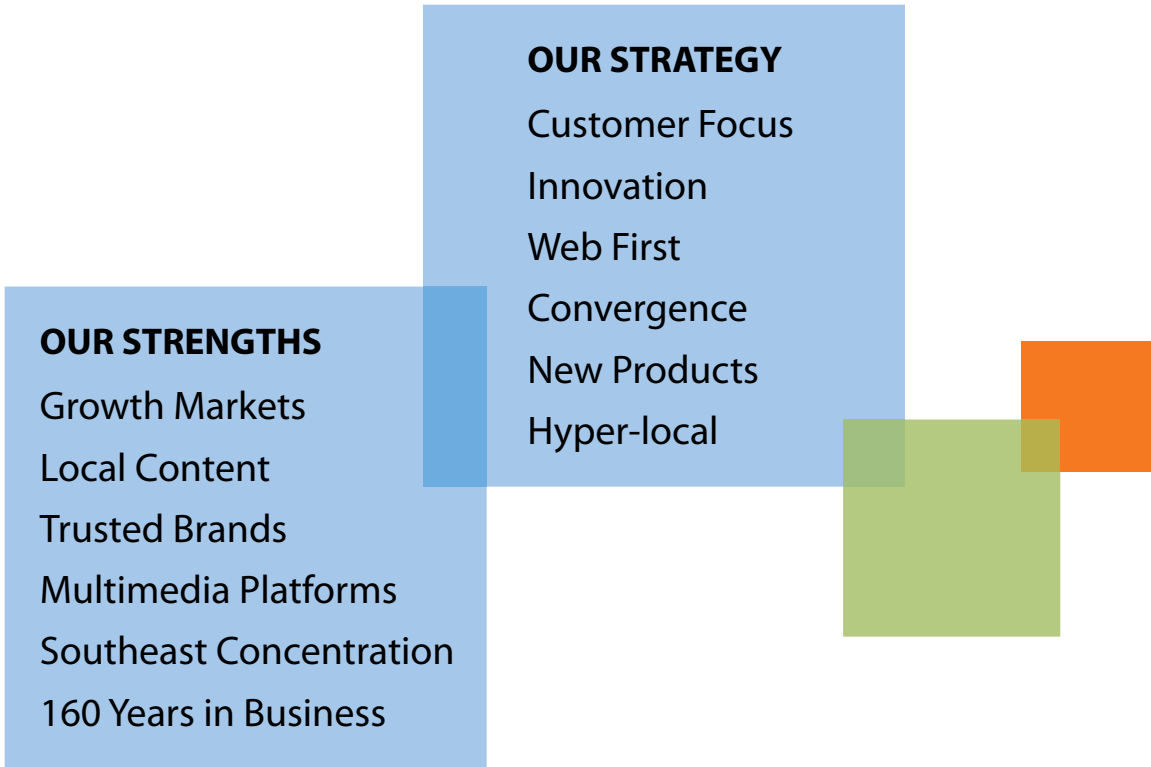 OUR STRATEGY
Customer Focus
Innovation
Web First
Convergence
New Products
Hyper-local
OUR STRENGTHS
Growth Markets
Local Content
Trusted Brands
Multimedia Platforms
Southeast Concentration
160 Years in Business